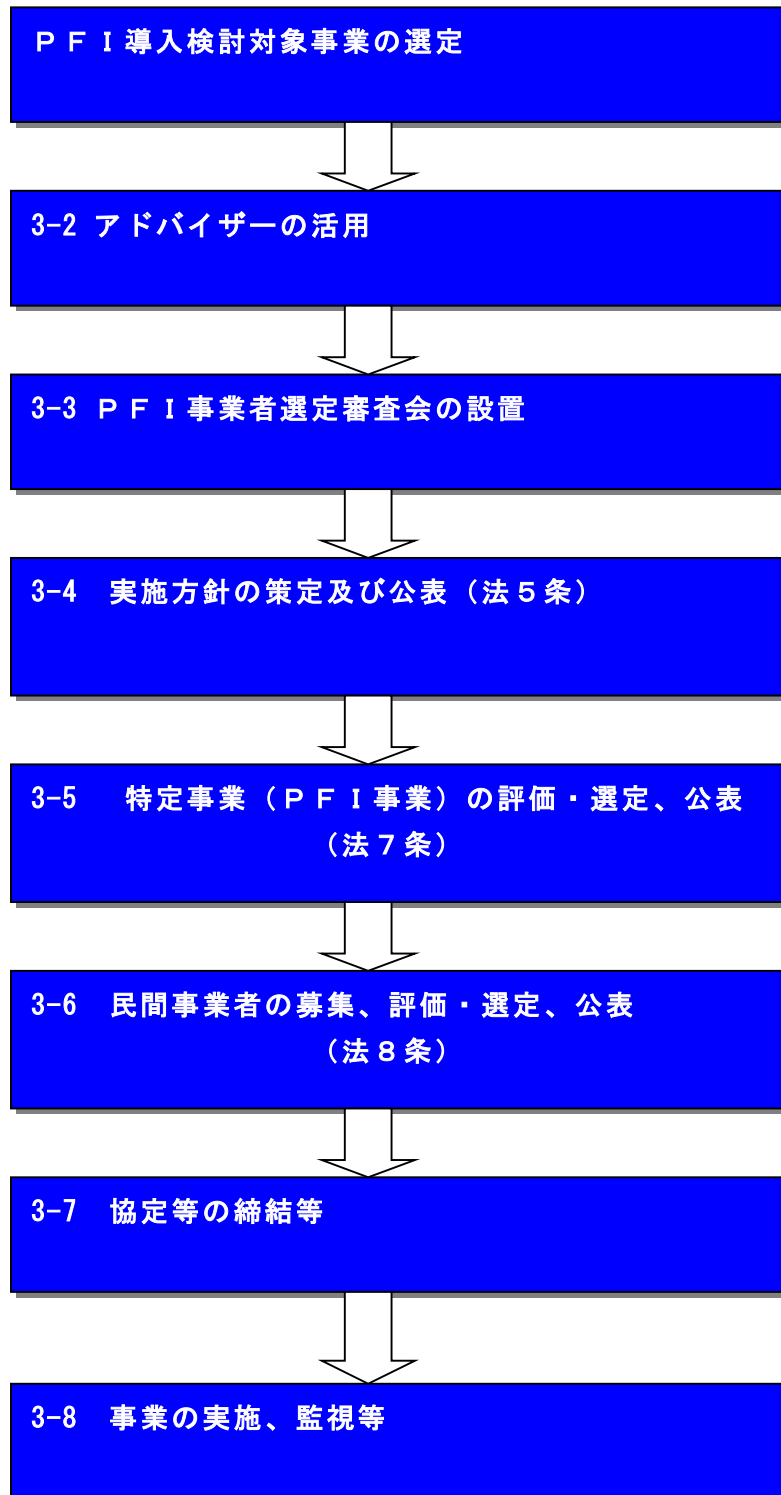 ＰＦＩ導入検討対象事業の選定
3-2 アドバイザーの活用
3-3 ＰＦＩ事業者選定審査会の設置
3-4　実施方針の策定及び公表（法５条）
3-5　特定事業（ＰＦＩ事業）の評価・選定、公表
（法７条）
3-6　民間事業者の募集、評価・選定、公表
（法８条）
3-7　協定等の締結等
3-8　事業の実施、監視等